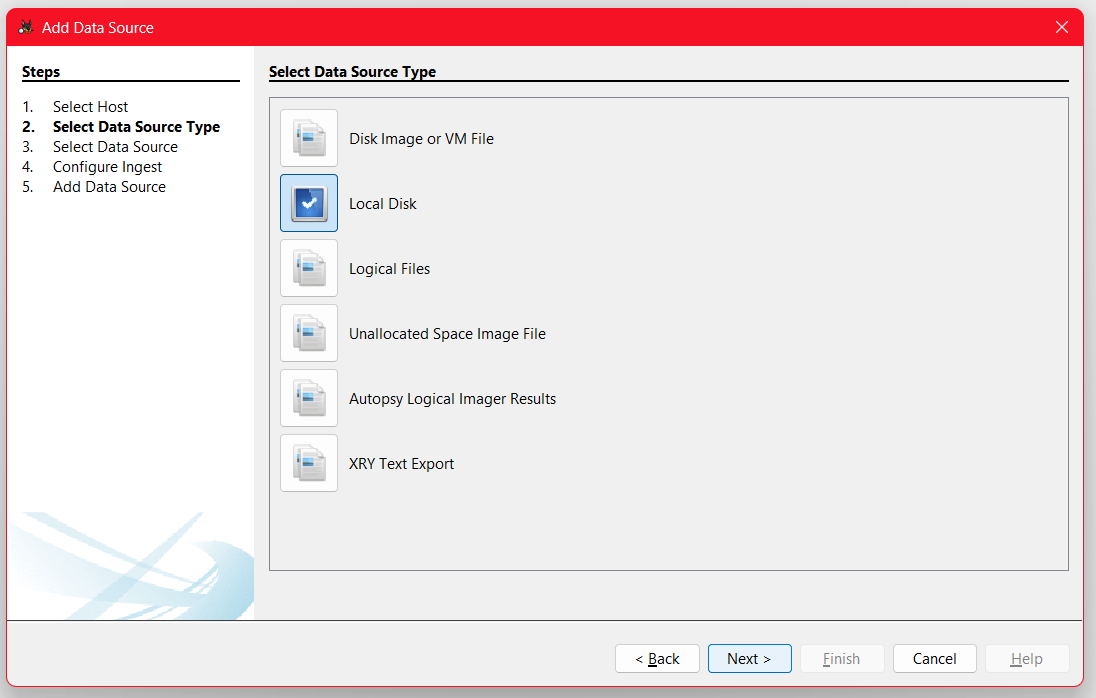 Add Data Source
Steps
1. Select Host
2. Select Data Source Type
3. Select Data Source
4. Configure Ingest
5. Add Data Source
Select Data Source Type
Disk Image or VM File
Local Disk
Logical Files
Unallocated Space Image File
Autopsy Logical Imager Results
XRY Text Export
< Back
Next >
Finish
Cancel
Help